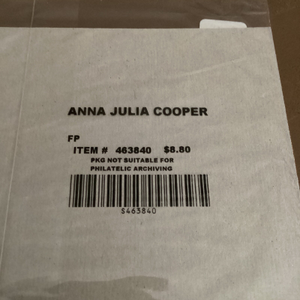 ANNA JULIA COOPER
FP
ITEM # 463840 $8.80
PKG NOT SUITABLE FOR
PHILATELIC ARCHIVING
S463840